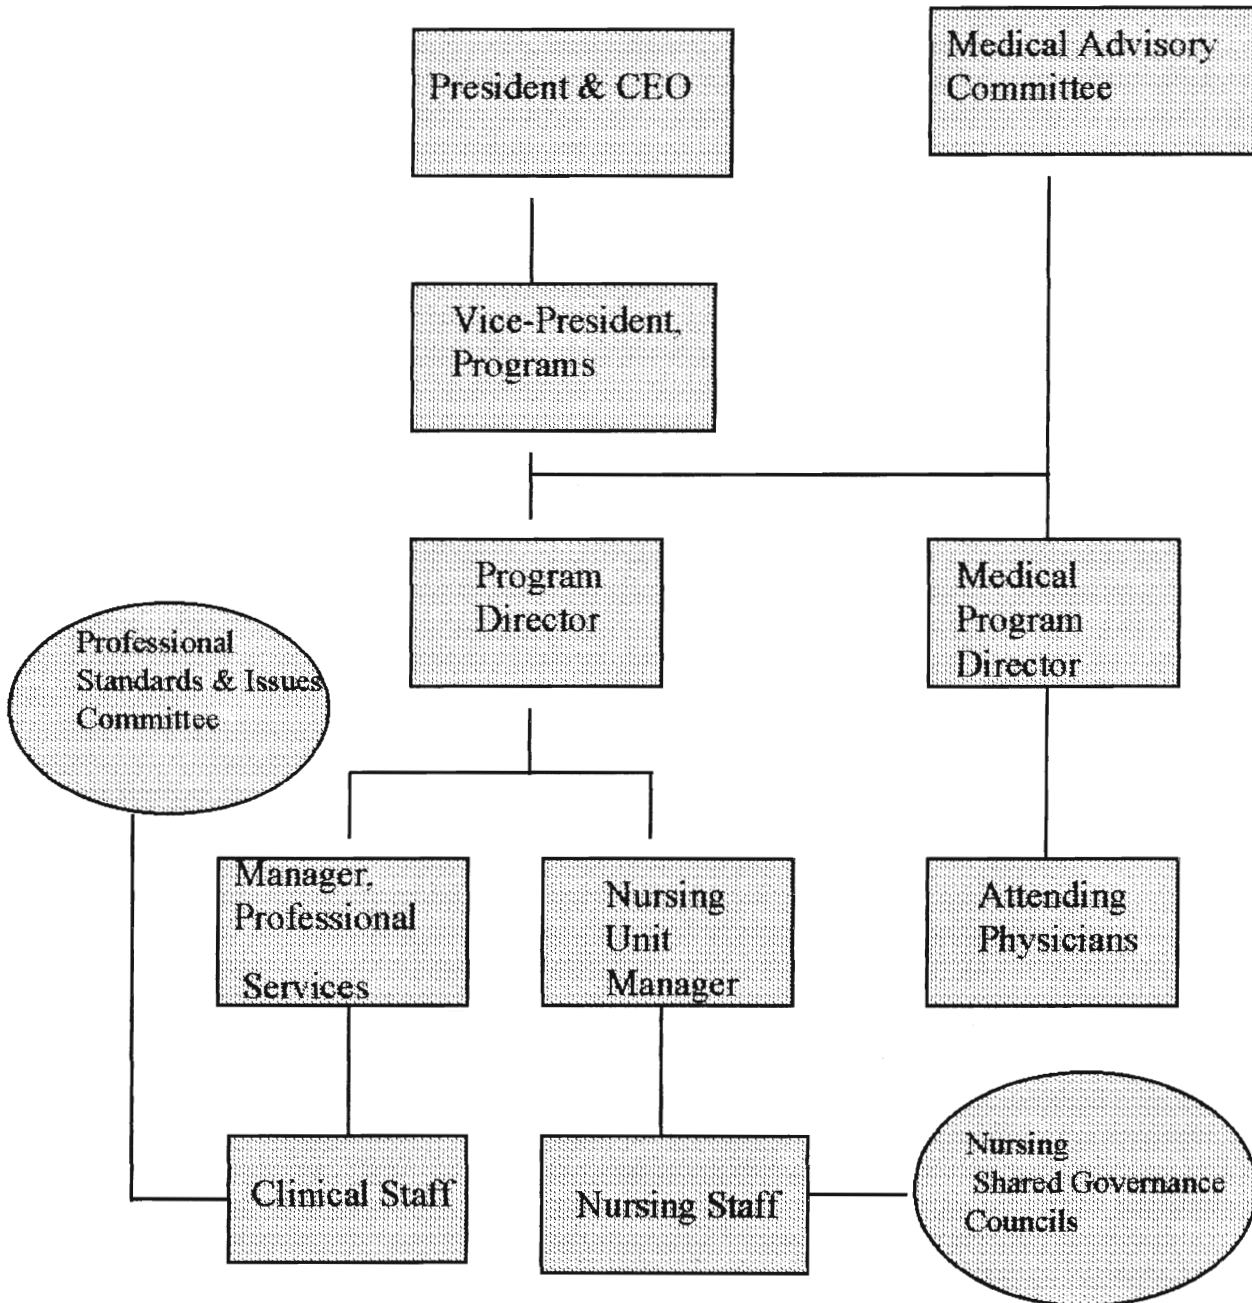 President & CEO
Medical Advisory
Committee
Vice-President,
Programs
Program
Director
Medical
Program
Director
Professional
Standards & Issues
Committee
Manager,
Professional
Services
Nursing
Unit
Manager
Attending
Physicians
Clinical Staff
Nursing Staff
Nursing
Shared Governance
Councils